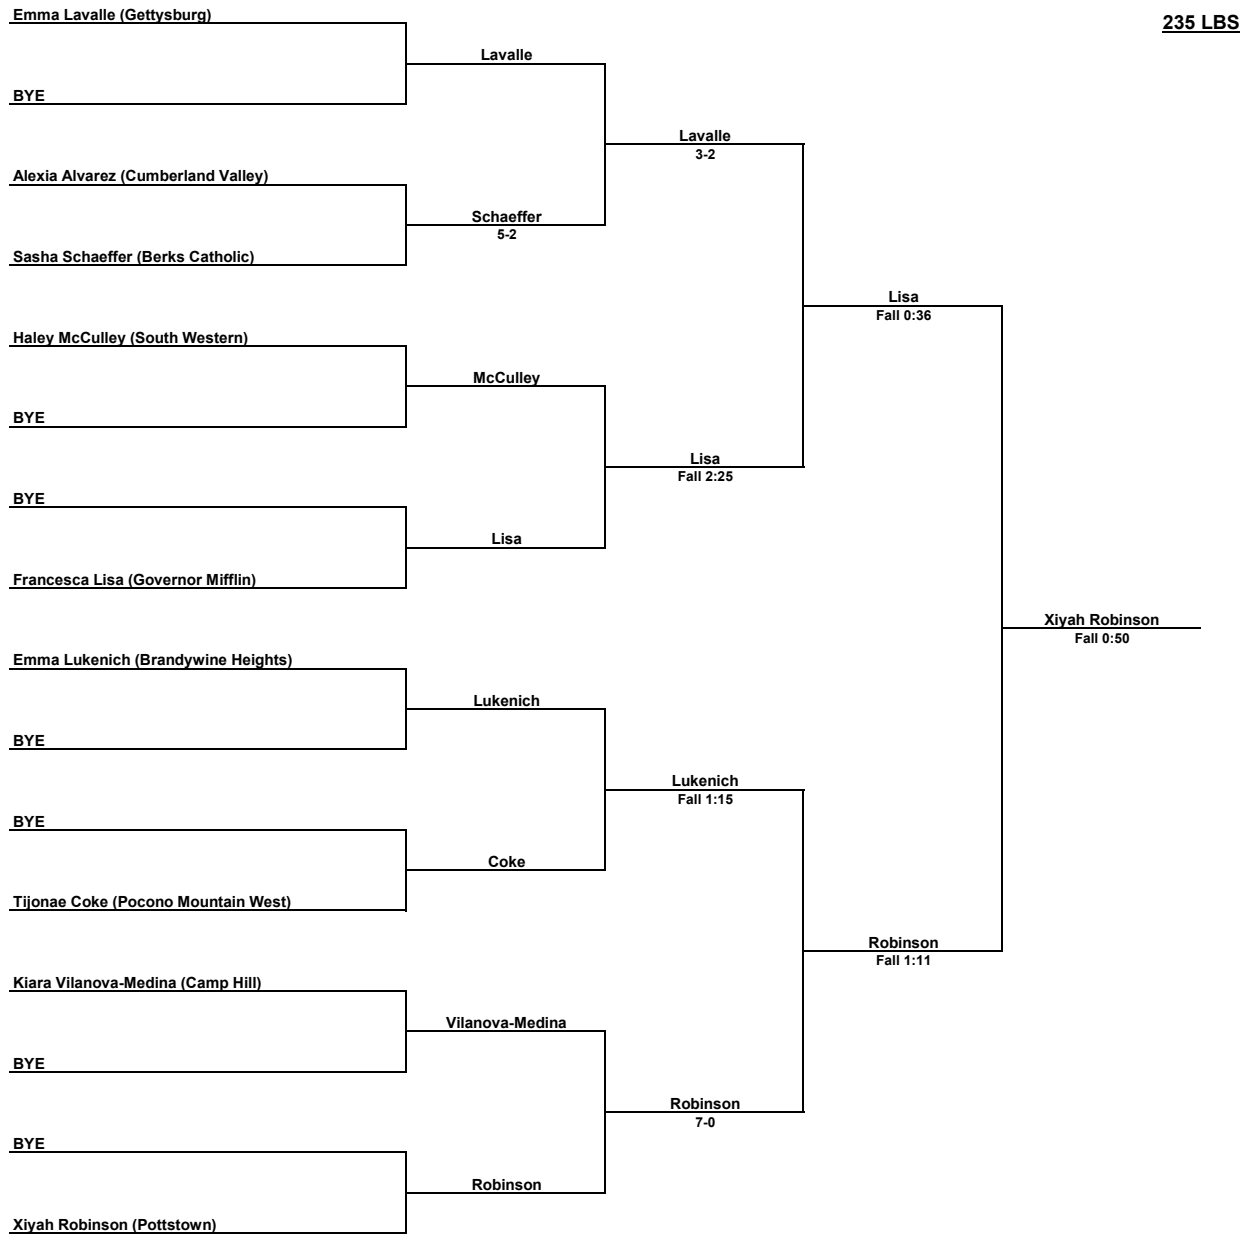 Emma Lavalle (Gettysburg)
235 LBS
Lavalle
BYE
Lavalle
3-2
Alexia Alvarez (Cumberland Valley)
Schaeffer
5-2
Sasha Schaeffer (Berks Catholic)
Lisa
Fall 0:36
Haley McCulley (South Western)
McCulley
BYE
Lisa
Fall 2:25
BYE
Lisa
Francesca Lisa (Governor Mifflin)
Xiyah Robinson
Fall 0:50
Emma Lukenich (Brandywine Heights)
Lukenich
BYE
Lukenich
Fall 1:15
BYE
Coke
Tijonae Coke (Pocono Mountain West)
Robinson
Fall 1:11
Kiara Vilanova-Medina (Camp Hill)
Vilanova-Medina
BYE
Robinson
7-0
BYE
Robinson
Xiyah Robinson (Pottstown)